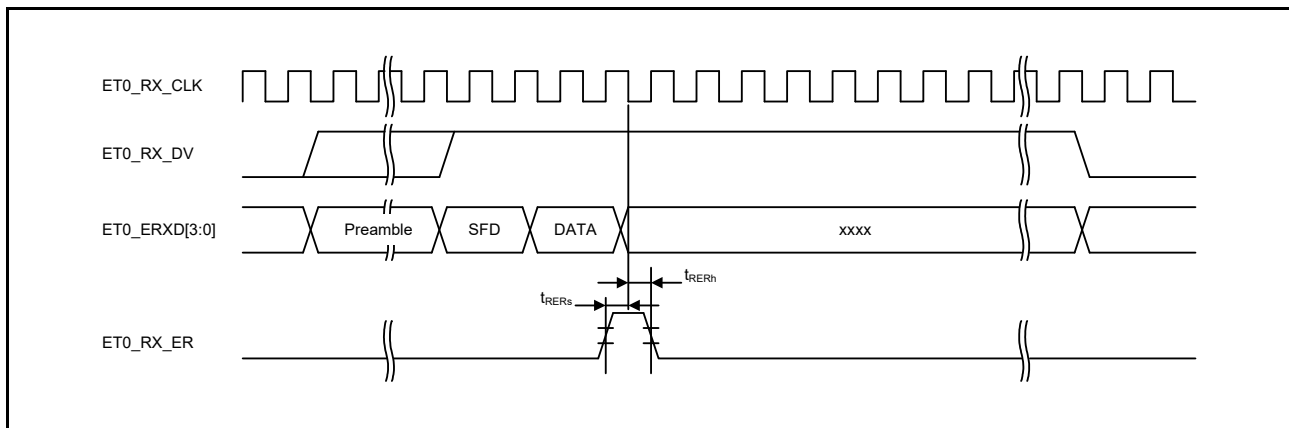 ET0_RX_CLK
ET0_RX_DV
ET0_ERXD[3:0]
Preamble SFD DATA xxxx
tRERh
tRERs
ET0_RX_ER